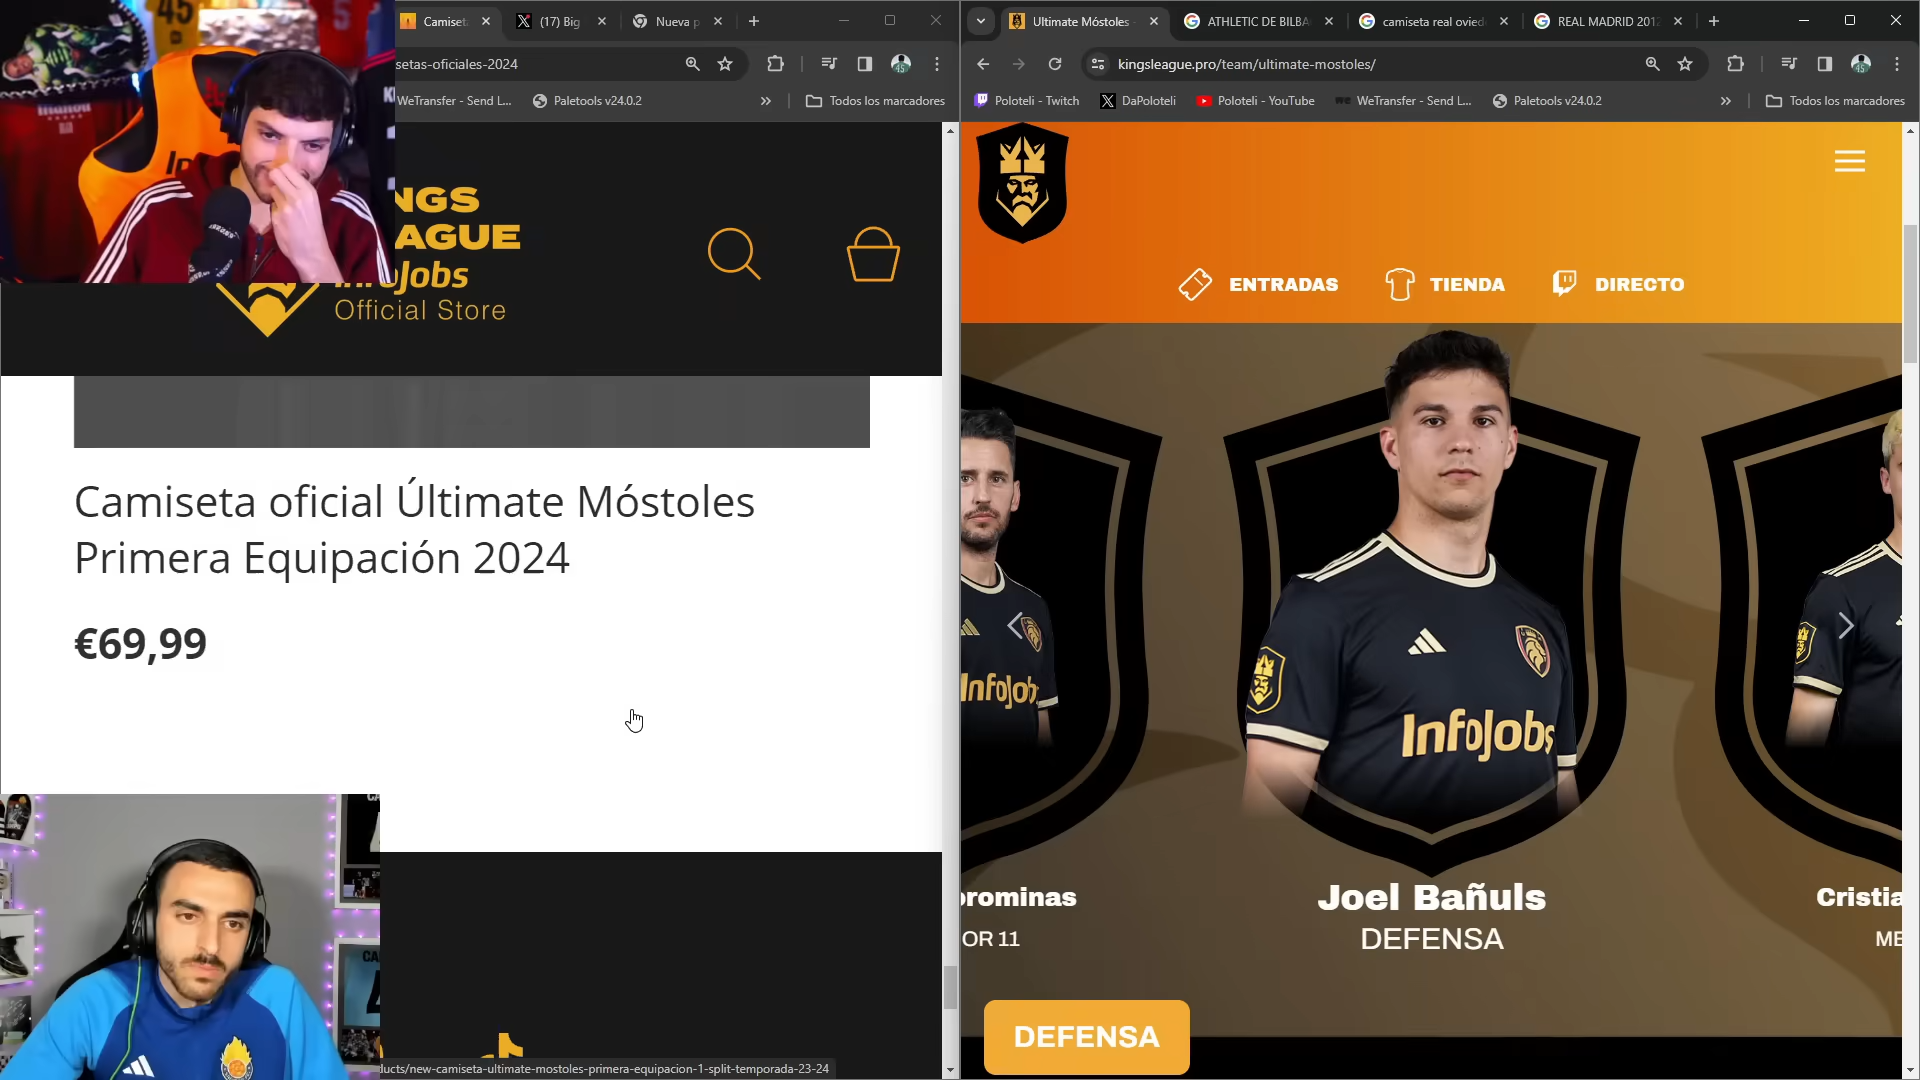 Camiseta
(17) Big
Nueva p
setas-oficiales-2024
WeTransfer - Send L...
Paletools v24.0.2
Todos los marcadores
NGS
AGUE
InfoJobs
Official Store
Camiseta oficial Últimate Móstoles
Primera Equipación 2024
€69,99
ducts/new-camiseta-ultimate-mostoles-primera-equipacion-1-split-temporada-23-24
Ultimate Móstoles -
ATHLETIC DE BILBA
camiseta real ovied
REAL MADRID 2012
kingsleague.pro/team/ultimate-mostoles/
Poloteli - Twitch
DaPoloteli
Poloteli - YouTube
WeTransfer - Send L...
Paletools v24.0.2
Todos los marcadores
ENTRADAS
TIENDA
DIRECTO
InfoJob
InfoJobs
orominas
OR 11
Joel Bañuls
DEFENSA
Cristia
ME
DEFENSA